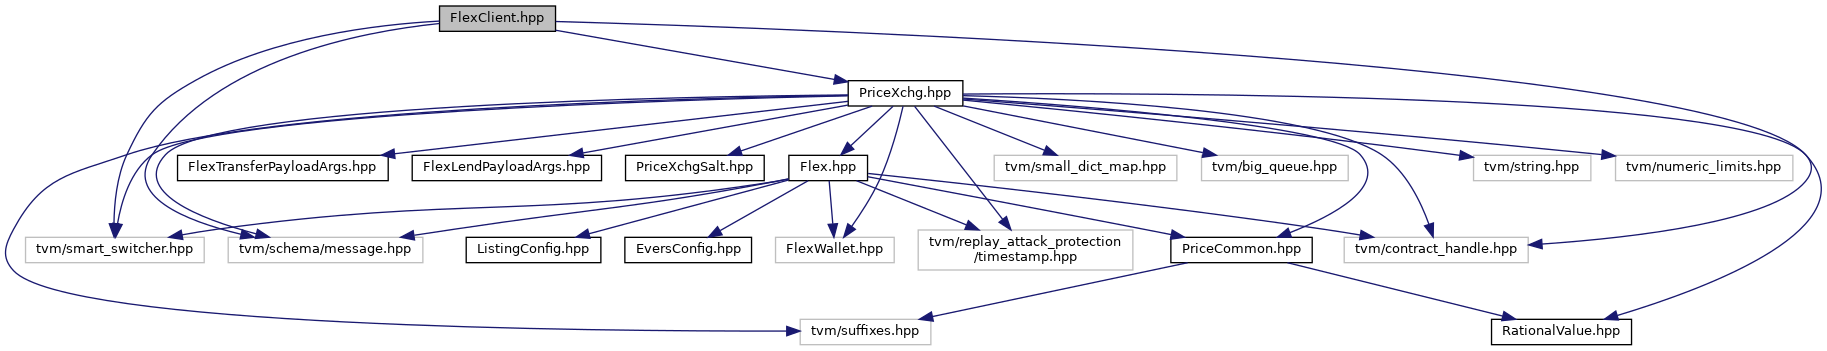 FlexClient.hpp
PriceXchg.hpp
FlexTransferPayloadArgs.hpp
FlexLendPayloadArgs.hpp
PriceXchgSalt.hpp
Flex.hpp
tvm/small_dict_map.hpp
tvm/big_queue.hpp
tvm/string.hpp
tvm/numeric_limits.hpp
tvm/smart_switcher.hpp
tvm/schema/message.hpp
ListingConfig.hpp
EversConfig.hpp
FlexWallet.hpp
tvm/replay_attack_protection
/timestamp.hpp
PriceCommon.hpp
tvm/contract_handle.hpp
tvm/suffixes.hpp
RationalValue.hpp